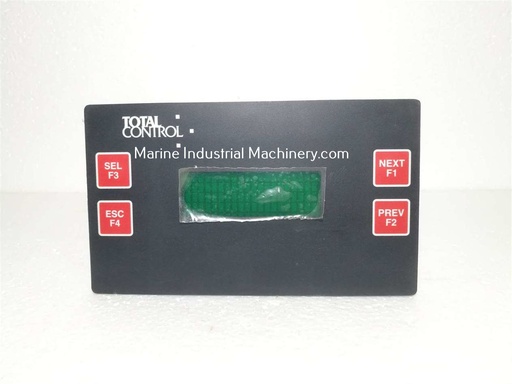 TOTAL
CONTROL
Marine Industrial Machinery.com
SEL
F3
NEXT
F1
ESC
F4
PREV
F2